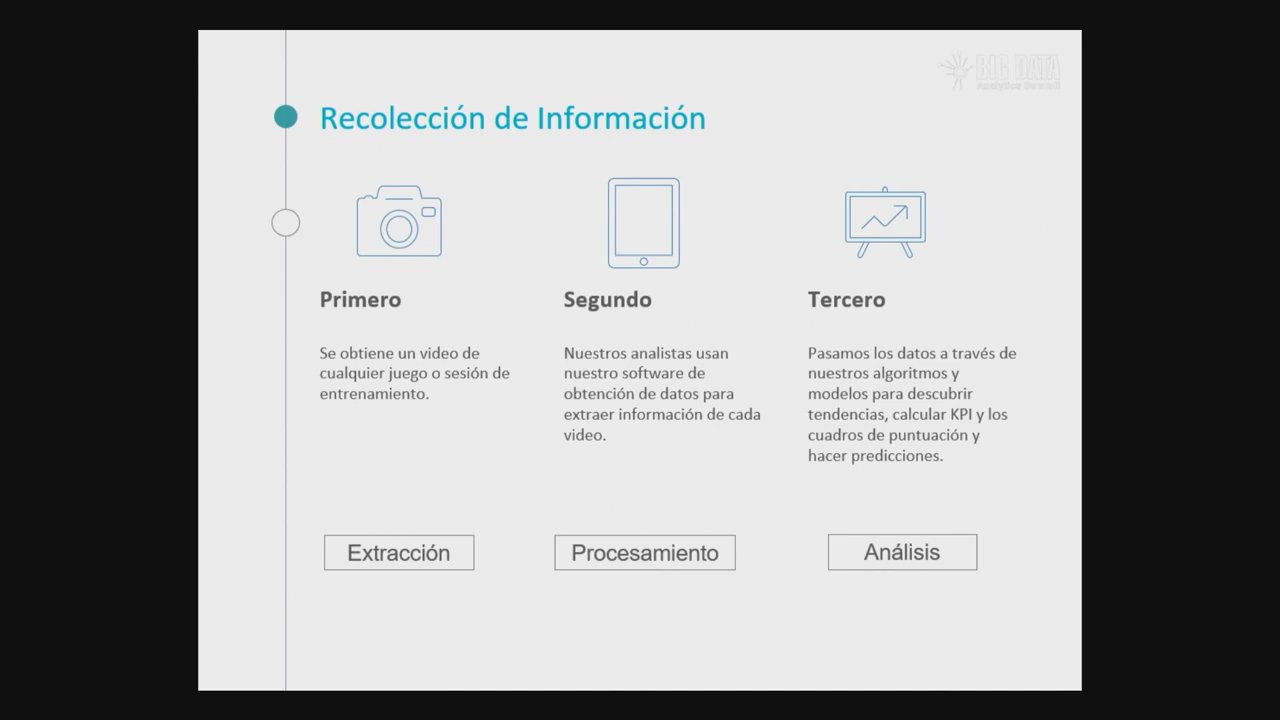 BIG DATA
Recolección de Información
Primero
Se obtiene un video de
cualquier juego o sesión de
entrenamiento.
Extracción
Segundo
Nuestros analistas usan
nuestro software de
obtención de datos para
extraer información de cada
video.
Procesamiento
Tercero
Pasamos los datos a través de
nuestros algoritmos y
modelos para descubrir
tendencias, calcular KPI y los
cuadros de puntuación y
hacer predicciones.
Análisis